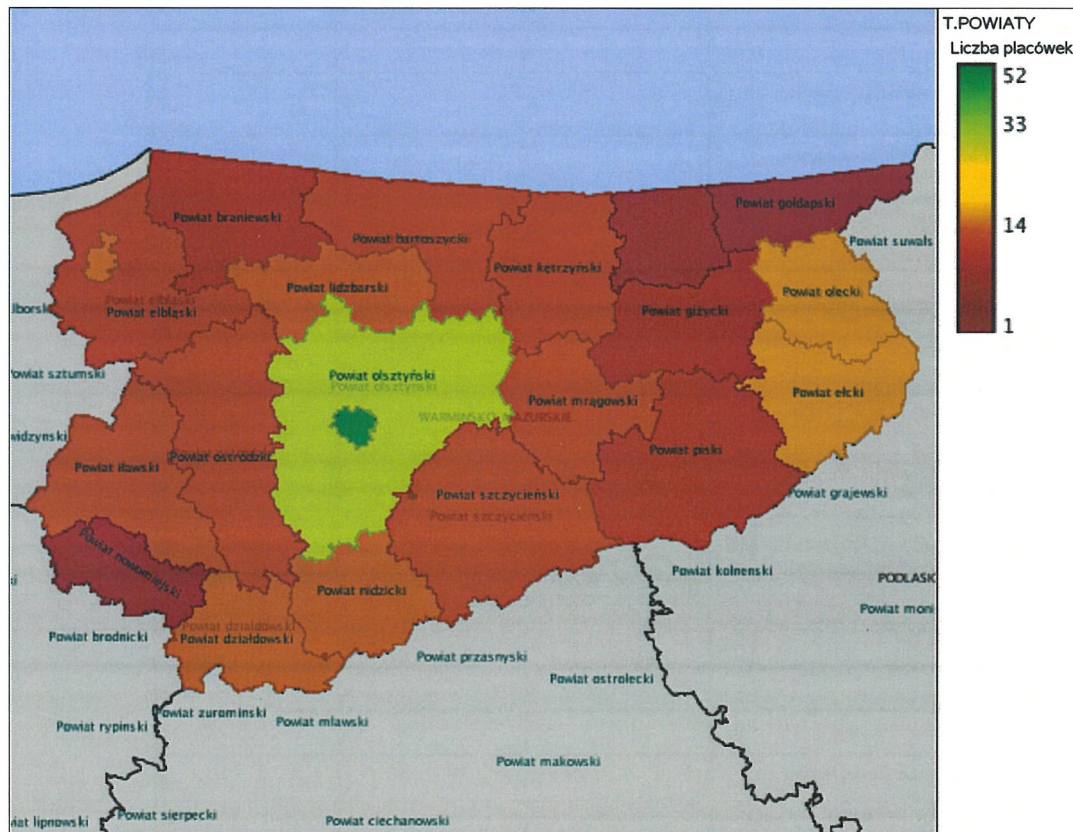 T.POWIATY
Liczba placówek
52
33
14
1
Powiat gołdapski
Powiat braniewski
Powiat bartoszycki
Powiat suwals
Powiat kętrzyński
Powiat lidzbarski
Powiat olecki
Powiat elbląski
Powiat elbląski
Powiat giżycki
lborski
Powiat sztumski
Powiat olsztyński
Powiat olsztyński
Powiat ełcki
Powiat mrągowski
WARMIŃSKO-MAZURSKIE
widzyński
Powiat ostródzki
Powiat piski
Powiat iławski
Powiat szczycieński
Powiat grajewski
Powiat szczycieński
Powiat nowomiejski
Powiat kolnenski
PODLASK
Powiat nidzicki
Powiat moni
Powiat działdowski
Powiat brodnicki
Powiat działdowski
Powiat przasnyski
Powiat ostrolecki
Powiat zurominski
Powiat rypiński
Powiat mlawski
Powiat makowski
Powiat sierpecki
wiat lipnowski
Powiat ciechanowski